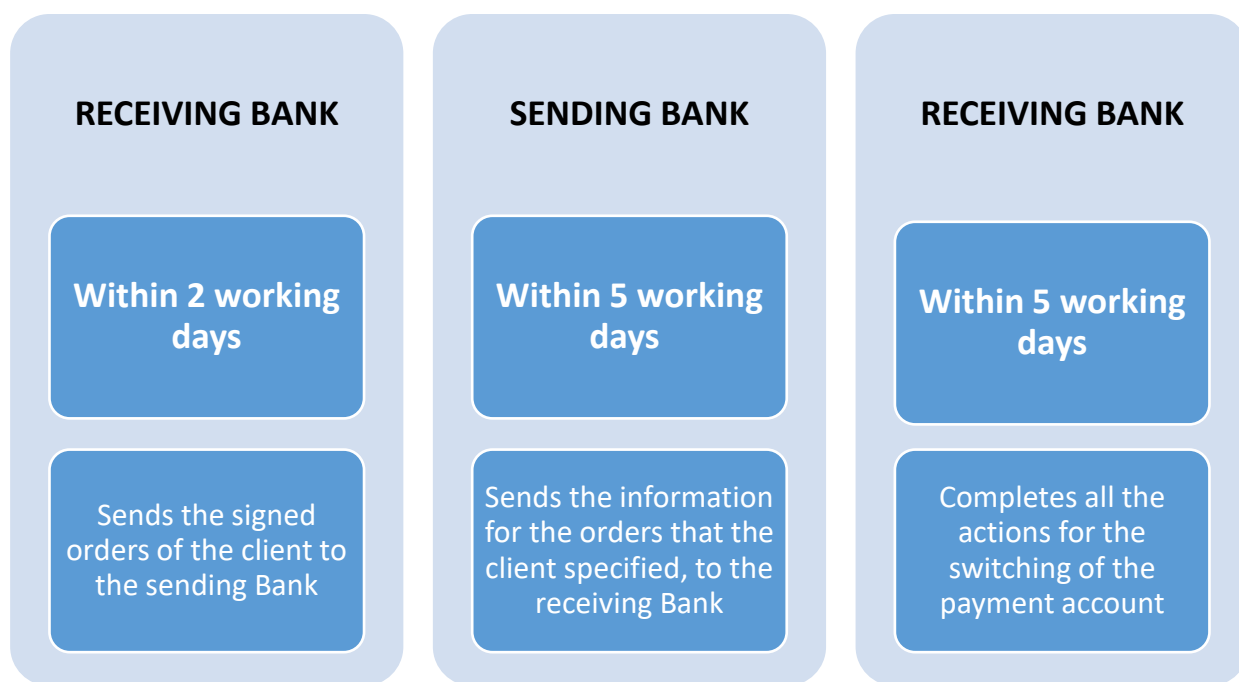 RECEIVING BANK
Within 2 working
days
Sends the signed
orders of the client to
the sending Bank
SENDING BANK
Within 5 working
days
Sends the information
for the orders that the
client specified, to the
receiving Bank
RECEIVING BANK
Within 5 working
days
Completes all the
actions for the
switching of the
payment account